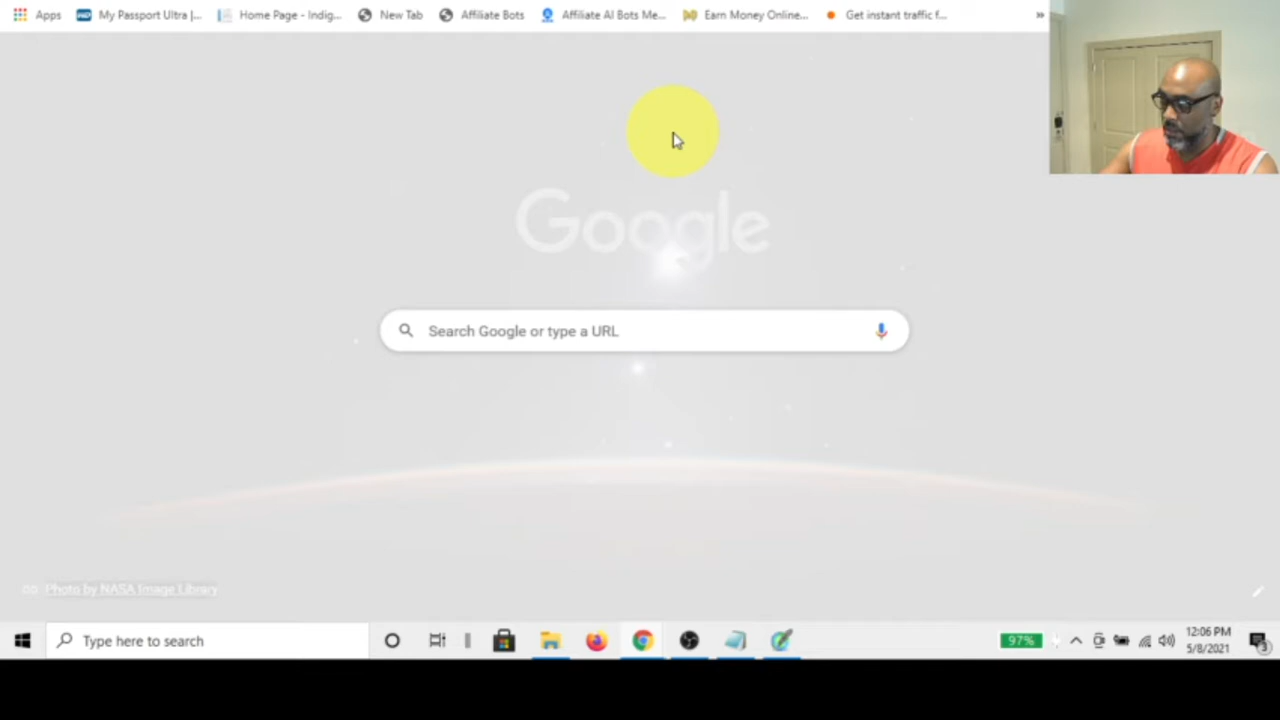 Apps My Passport Ultra |... Home Page - Indig... New Tab Affiliate Bots Affiliate AI Bots Me... Earn Money Online... Get instant traffic f... »
Google
Search Google or type a URL
Photo by NASA Image Library
Type here to search 97% 12:06 PM
5/8/2021 3